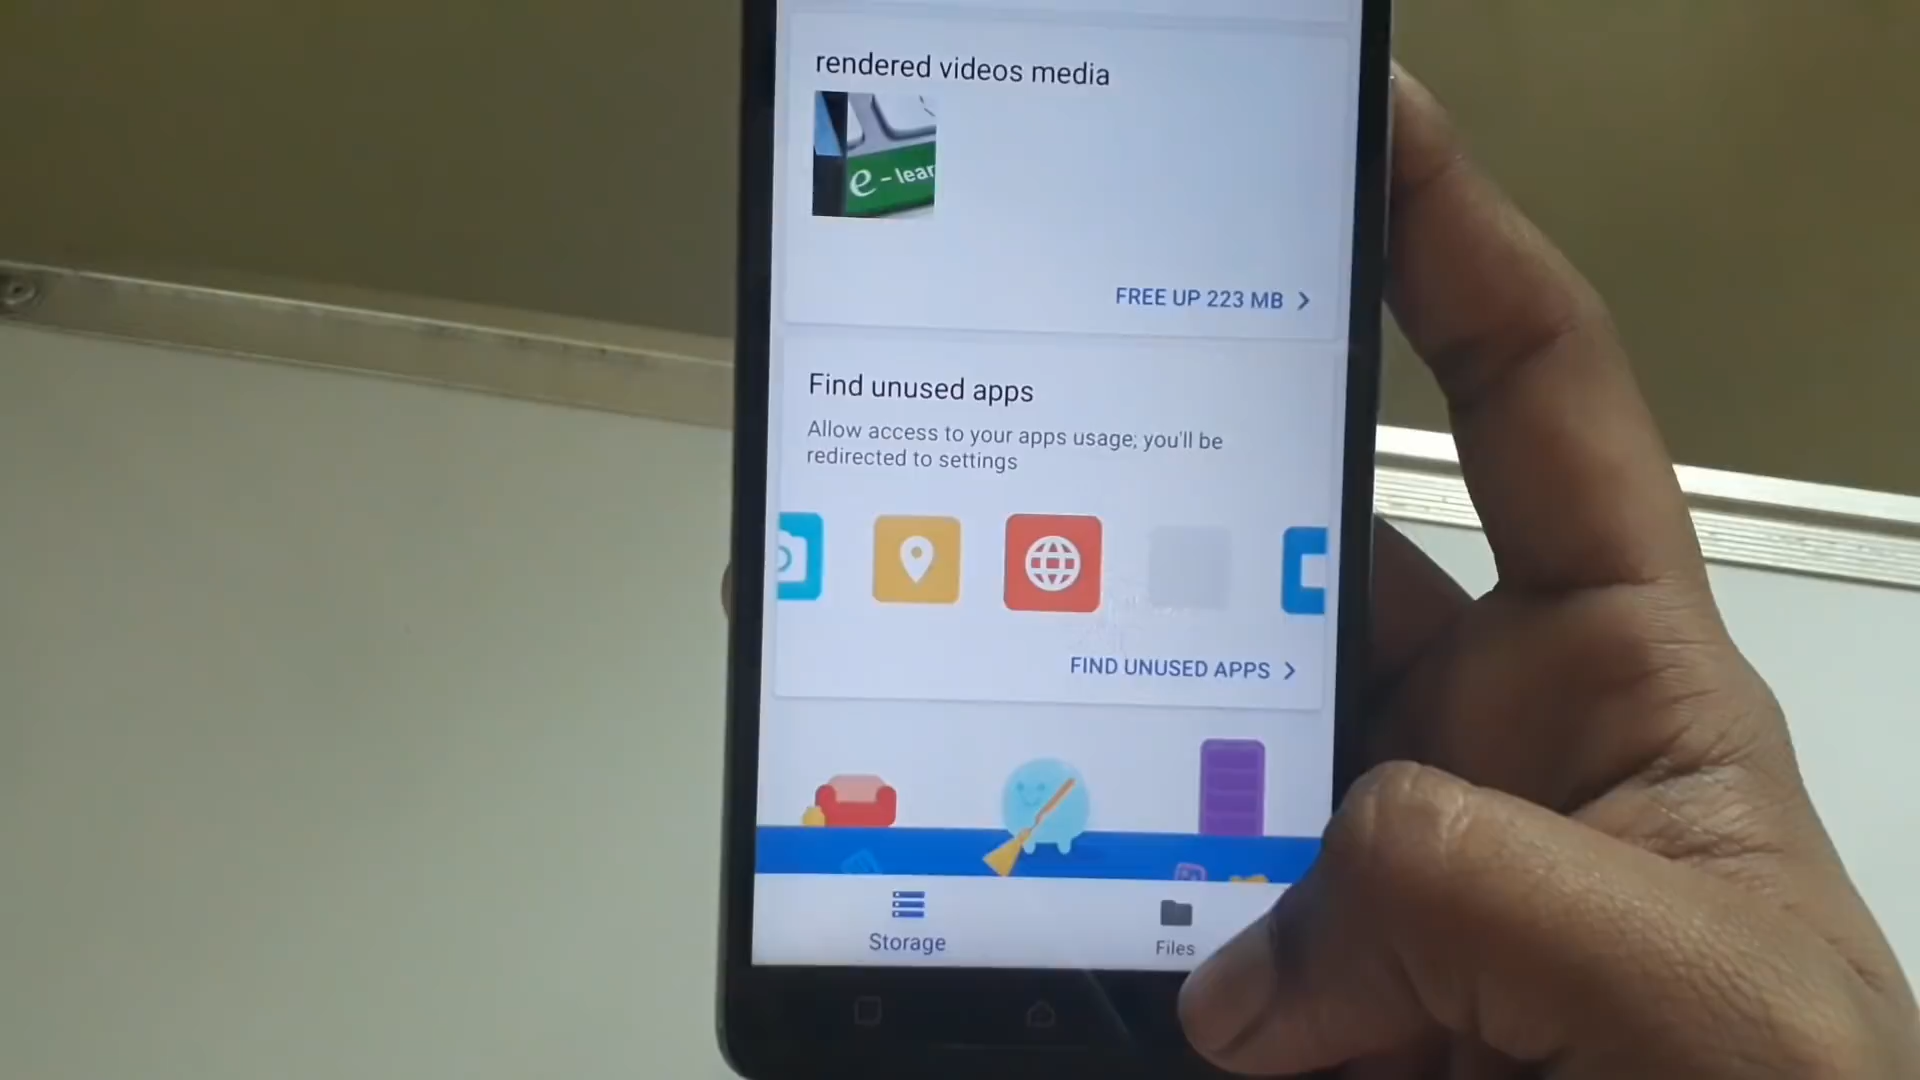 rendered videos media
e - lear
FREE UP 223 MB
Find unused apps
Allow access to your apps usage; you'll be
redirected to settings
FIND UNUSED APPS
Storage
Files